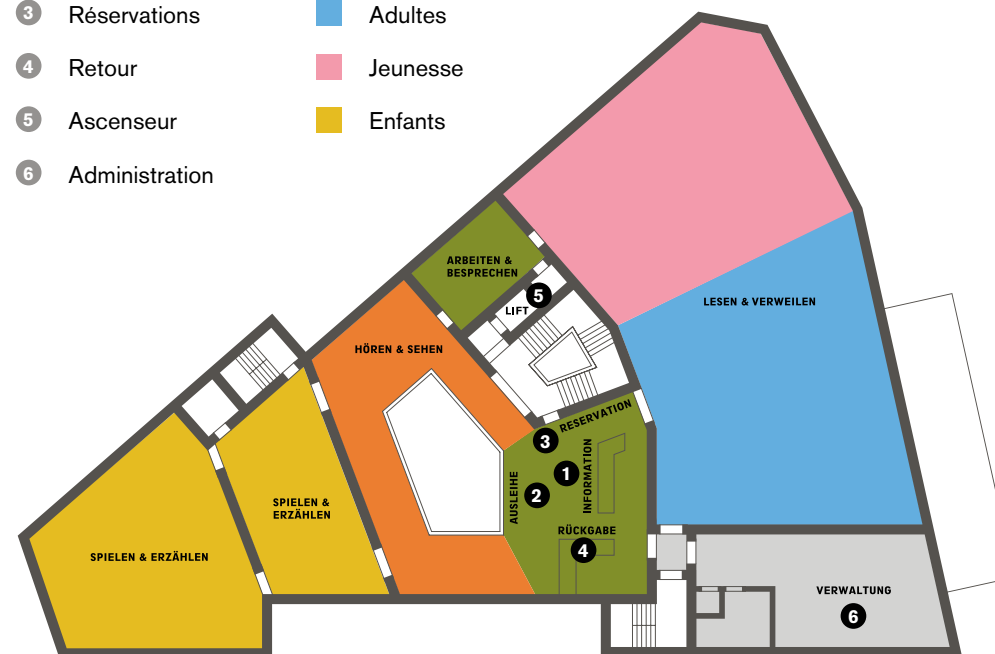 3 Réservations
Adultes
4 Retour
Jeunesse
5 Ascenseur
Enfants
6 Administration
ARBEITEN &
BESPRECHEN
5
LIFT
LESEN & VERWEILEN
HÖREN & SEHEN
RESERVATION
3
1
INFORMATION
2
AUSLEIHE
SPIELEN &
ERZÄHLEN
RÜCKGABE
4
SPIELEN & ERZÄHLEN
VERWALTUNG
6